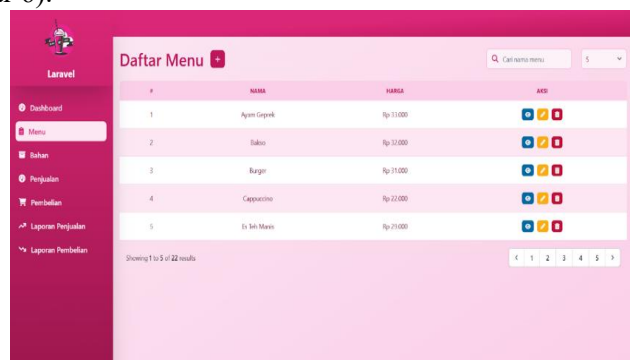 Laravel
Dashboard
Menu
Bahan
Penjualan
Pembelian
Laporan Penjualan
Laporan Pembelian
Daftar Menu +
Cari nama menu
5
# NAMA HARGA AKSI
1 Ayam Geprek Rp 33.000
2 Bakso Rp 32.000
3 Burger Rp 31.000
4 Cappuccino Rp 22.000
5 Es Teh Manis Rp 29.000
Showing 1 to 5 of 22 results
‹ 1 2 3 4 5 ›